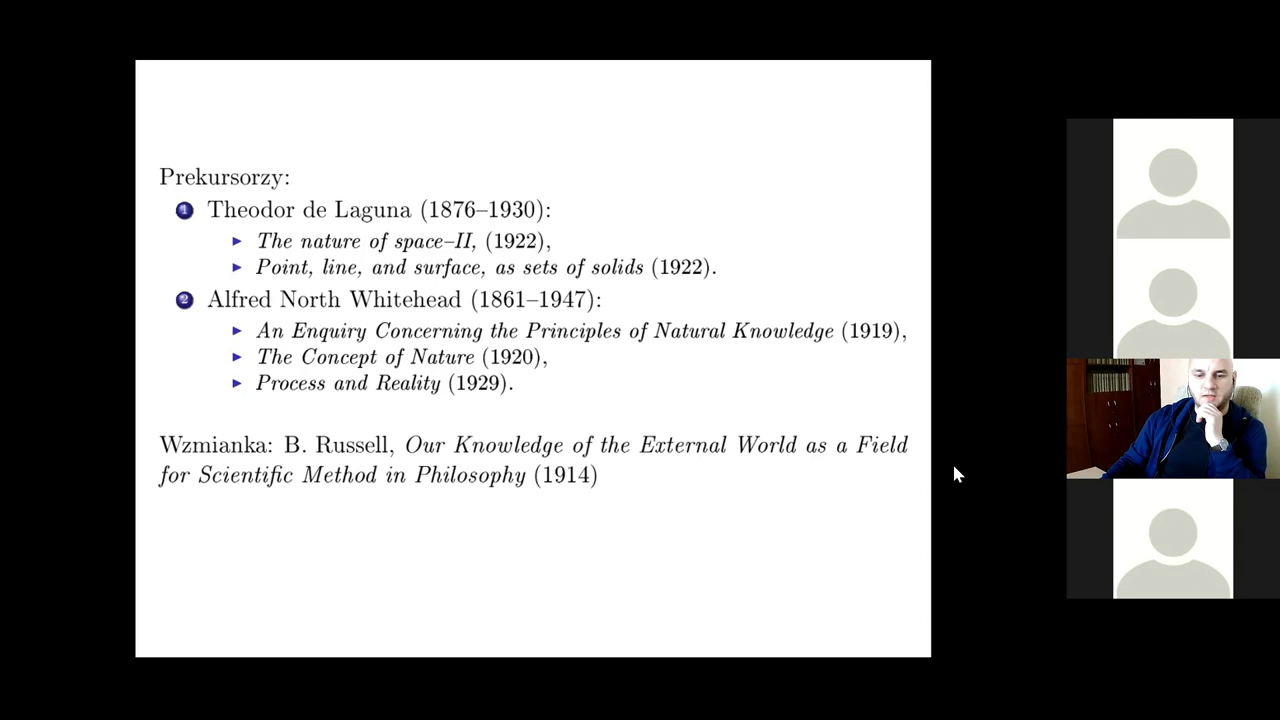 Prekursorzy:
1 Theodor de Laguna (1876–1930):
▶ The nature of space–II, (1922),
▶ Point, line, and surface, as sets of solids (1922).
2 Alfred North Whitehead (1861–1947):
▶ An Enquiry Concerning the Principles of Natural Knowledge (1919),
▶ The Concept of Nature (1920),
▶ Process and Reality (1929).
Wzmianka: B. Russell, Our Knowledge of the External World as a Field
for Scientific Method in Philosophy (1914)